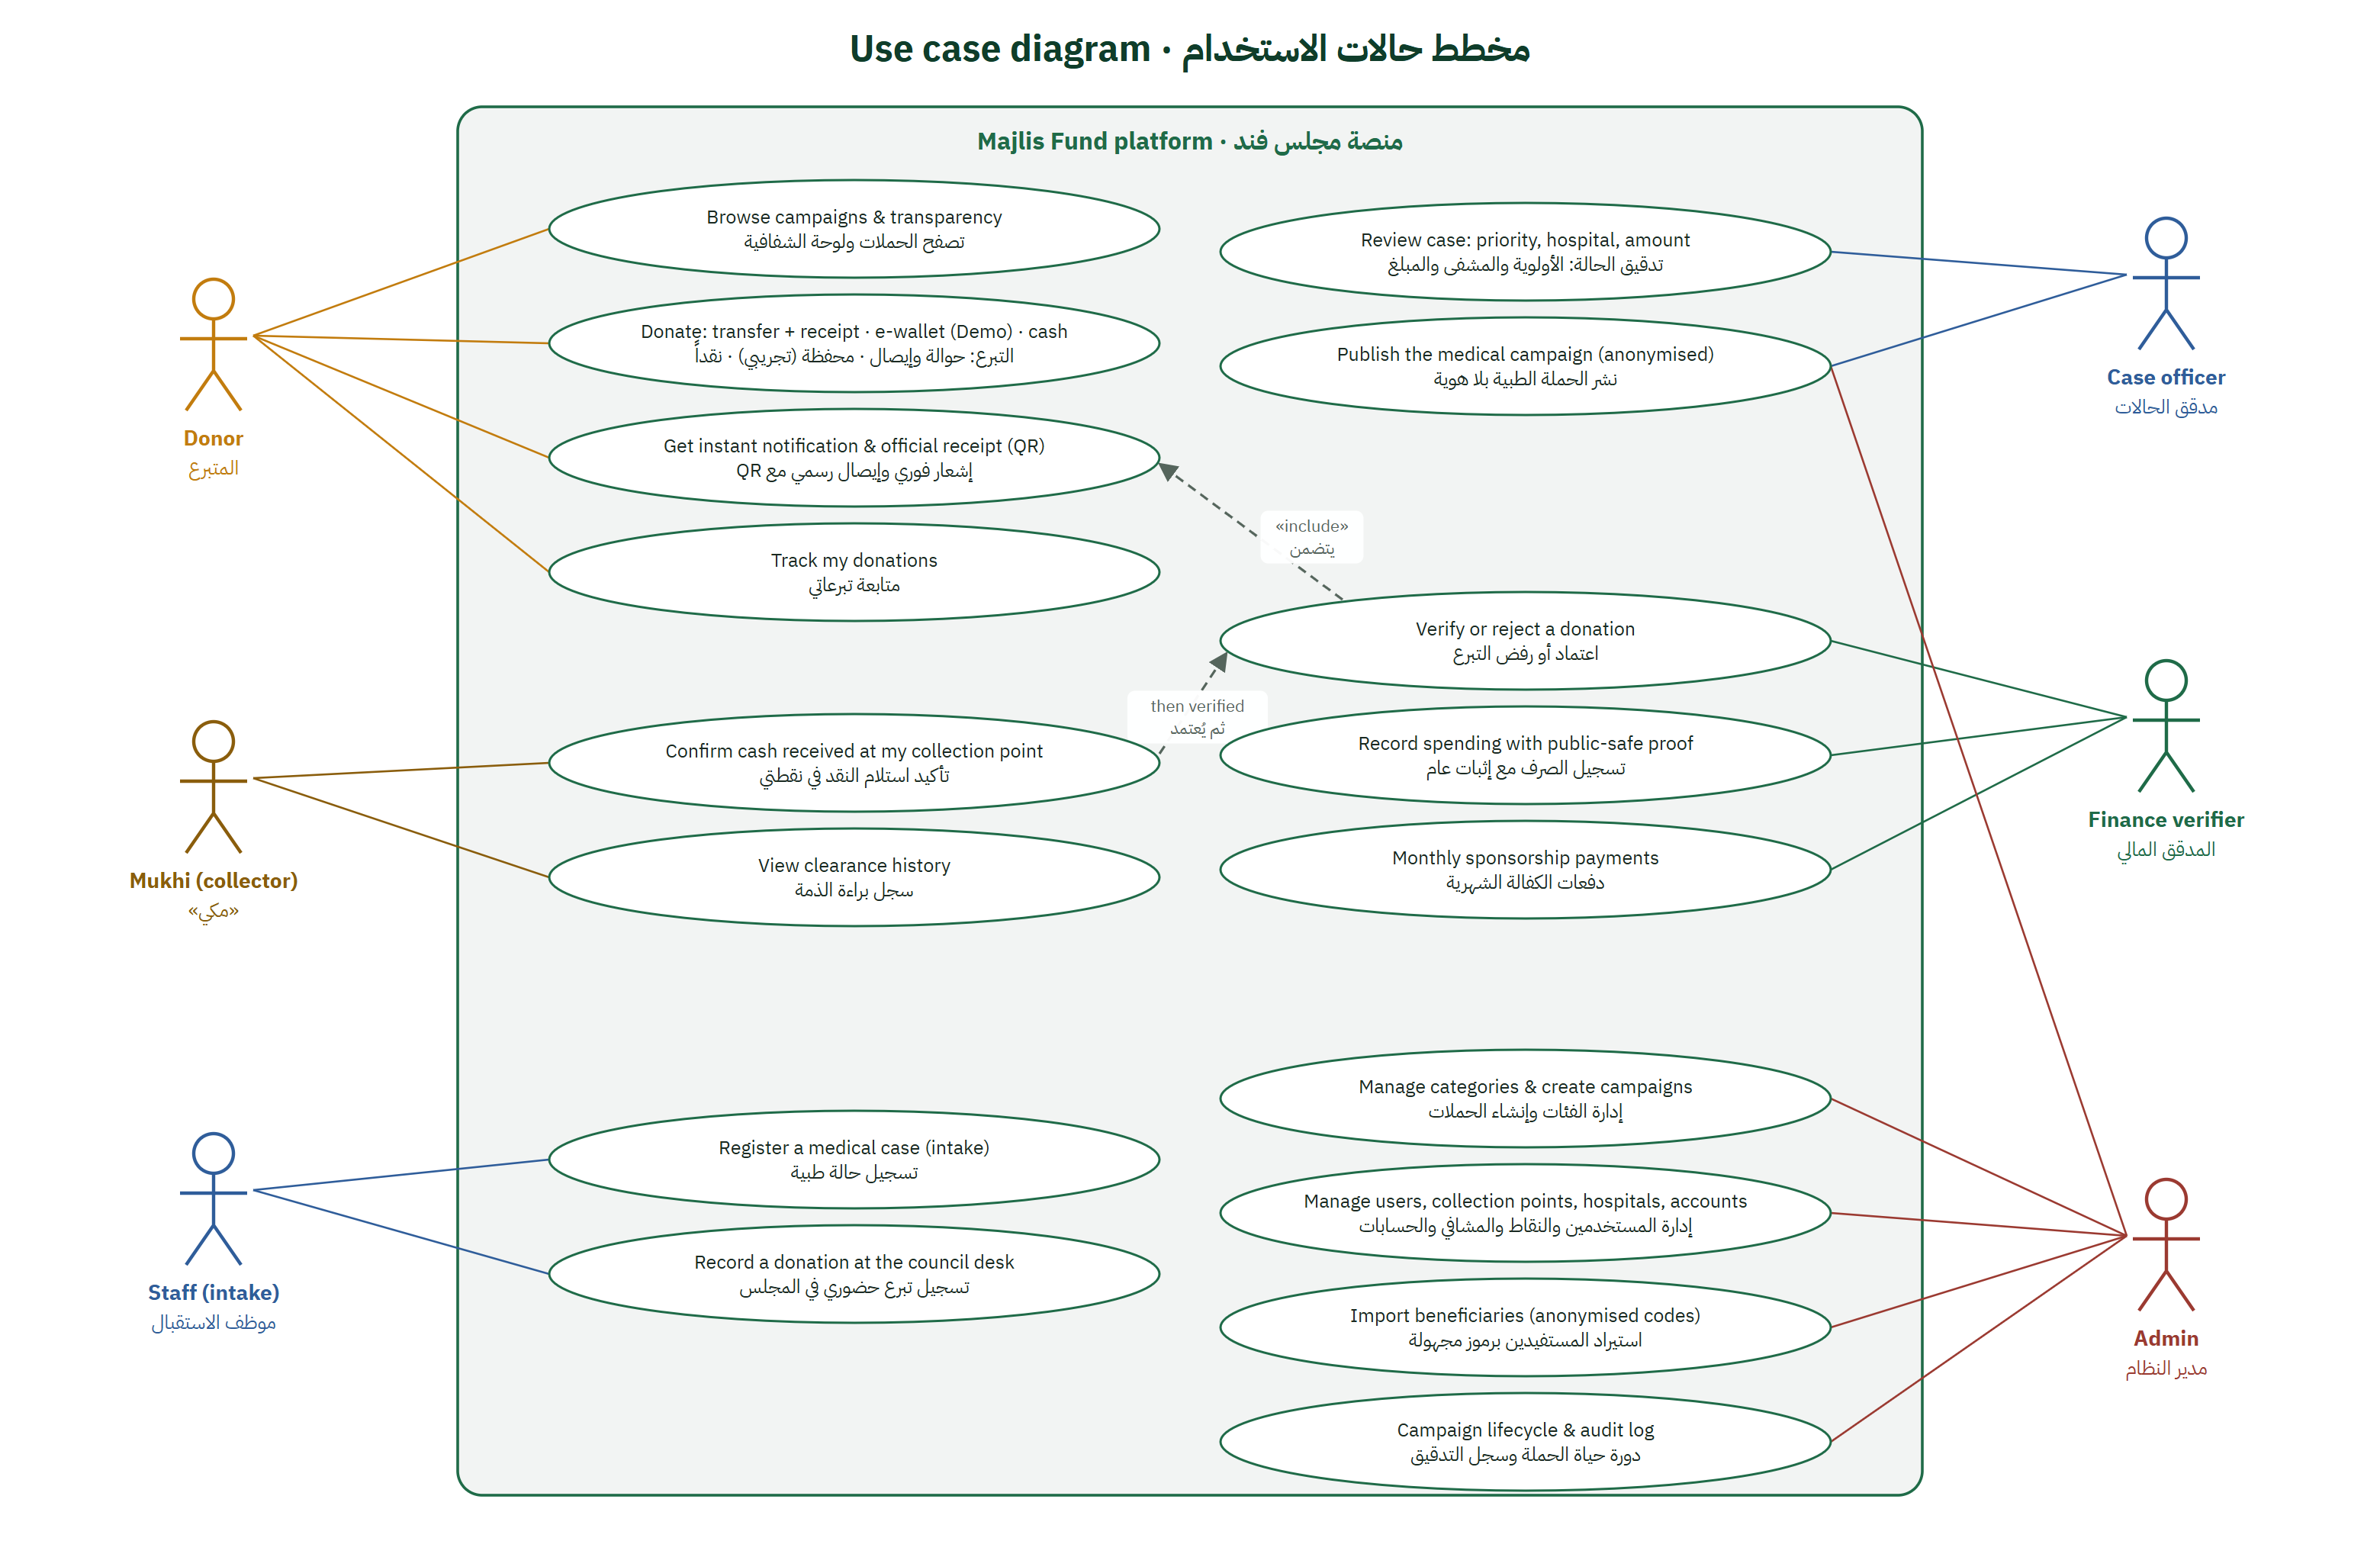 Use case diagram · مخطط حالات الاستخدام
Majlis Fund platform · منصة مجلس فند
Browse campaigns & transparency
تصفح الحملات ولوحة الشفافية
Donate: transfer + receipt · e-wallet (Demo) · cash
التبرع: حوالة وإيصال · محفظة (تجريبي) · نقداً
Get instant notification & official receipt (QR)
إشعار فوري وإيصال رسمي مع QR
Track my donations
متابعة تبرعاتي
Donor
المتبرع
Review case: priority, hospital, amount
تدقيق الحالة: الأولوية والمشفى والمبلغ
Publish the medical campaign (anonymised)
نشر الحملة الطبية بلا هوية
Case officer
مدقق الحالات
«include»
يتضمن
Verify or reject a donation
اعتماد أو رفض التبرع
then verified
ثم يُعتمد
Confirm cash received at my collection point
تأكيد استلام النقد في نقطتي
View clearance history
سجل براءة الذمة
Mukhi (collector)
«مكي»
Record spending with public-safe proof
تسجيل الصرف مع إثبات عام
Monthly sponsorship payments
دفعات الكفالة الشهرية
Finance verifier
المدقق المالي
Register a medical case (intake)
تسجيل حالة طبية
Record a donation at the council desk
تسجيل تبرع حضوري في المجلس
Staff (intake)
موظف الاستقبال
Manage categories & create campaigns
إدارة الفئات وإنشاء الحملات
Manage users, collection points, hospitals, accounts
إدارة المستخدمين والنقاط والمشافي والحسابات
Import beneficiaries (anonymised codes)
استيراد المستفيدين برموز مجهولة
Campaign lifecycle & audit log
دورة حياة الحملة وسجل التدقيق
Admin
مدير النظام